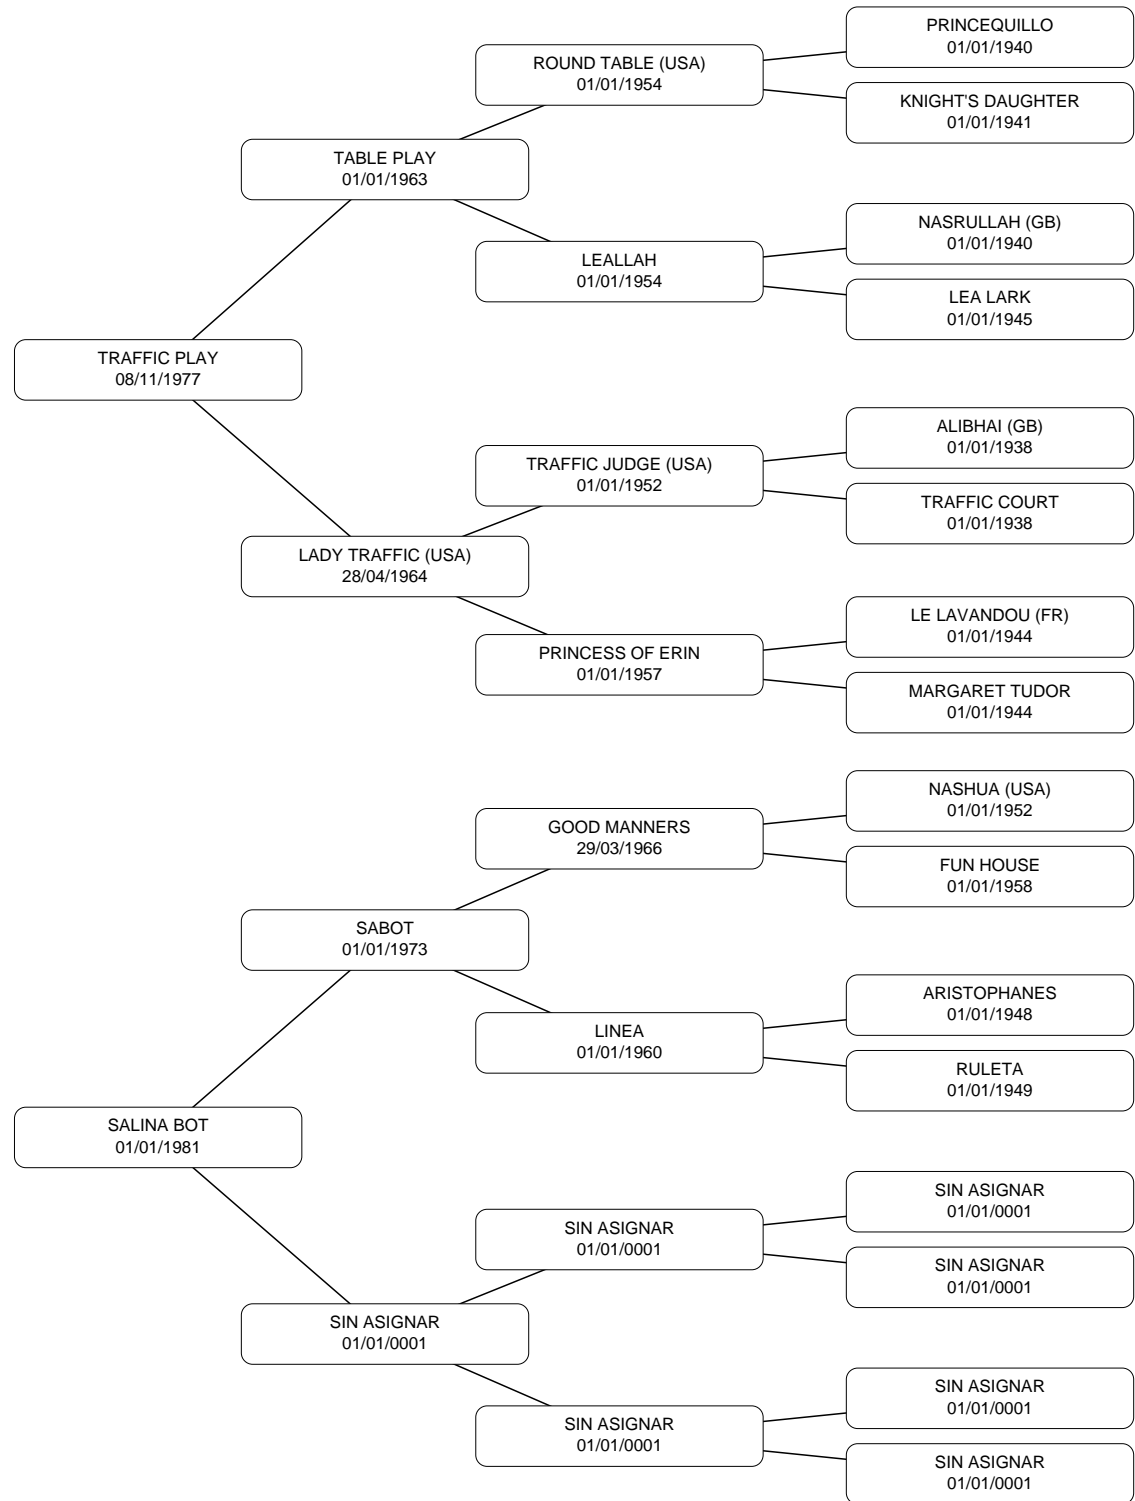 PRINCEQUILLO
01/01/1940
ROUND TABLE (USA)
01/01/1954
KNIGHT'S DAUGHTER
01/01/1941
TABLE PLAY
01/01/1963
NASRULLAH (GB)
01/01/1940
LEALLAH
01/01/1954
LEA LARK
01/01/1945
TRAFFIC PLAY
08/11/1977
ALIBHAI (GB)
01/01/1938
TRAFFIC JUDGE (USA)
01/01/1952
TRAFFIC COURT
01/01/1938
LADY TRAFFIC (USA)
28/04/1964
LE LAVANDOU (FR)
01/01/1944
PRINCESS OF ERIN
01/01/1957
MARGARET TUDOR
01/01/1944
NASHUA (USA)
01/01/1952
GOOD MANNERS
29/03/1966
FUN HOUSE
01/01/1958
SABOT
01/01/1973
ARISTOPHANES
01/01/1948
LINEA
01/01/1960
RULETA
01/01/1949
SALINA BOT
01/01/1981
SIN ASIGNAR
01/01/0001
SIN ASIGNAR
01/01/0001
SIN ASIGNAR
01/01/0001
SIN ASIGNAR
01/01/0001
SIN ASIGNAR
01/01/0001
SIN ASIGNAR
01/01/0001
SIN ASIGNAR
01/01/0001